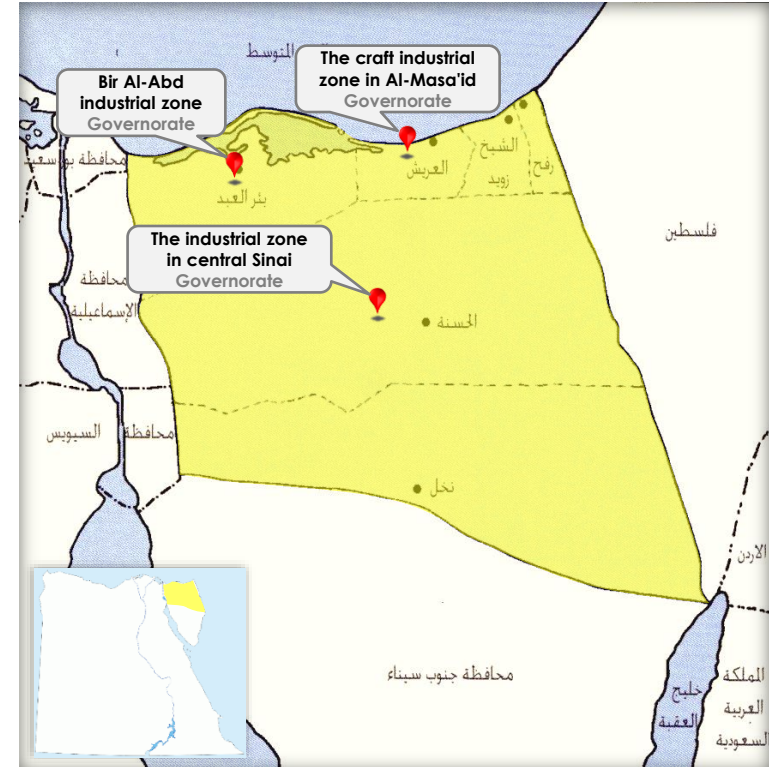 المتوسط
The craft industrial
zone in Al-Masa'id
Governorate
Bir Al-Abd
industrial zone
Governorate
محافظة بورسعيد
الشيخ
زويد
رفح
العريش
بئر العبد
فلسطين
The industrial zone
in central Sinai
Governorate
محافظة
الإسماعيلية
الحسنة
محافظة
السويس
نخل
الاردن
محافظة جنوب سيناء
خليج
العقبة
المملكة
العربية
السعودية